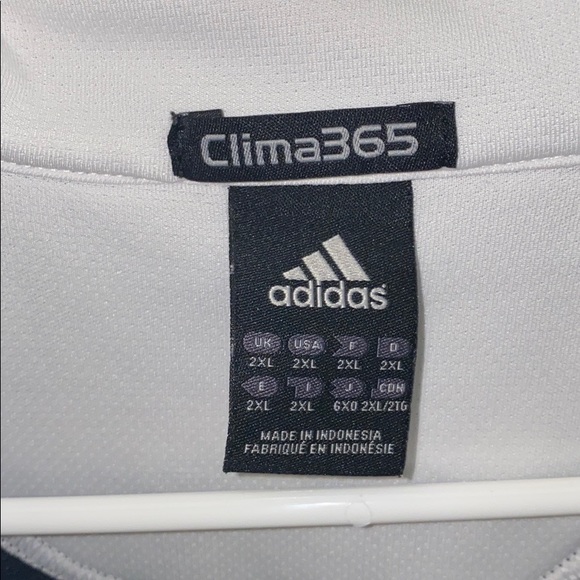 Clima365
adidas
UK USA F D
2XL 2XL 2XL 2XL
E I J CDN
2XL 2XL 6XO 2XL/2TG
MADE IN INDONESIA
FABRIQUÉ EN INDONÉSIE